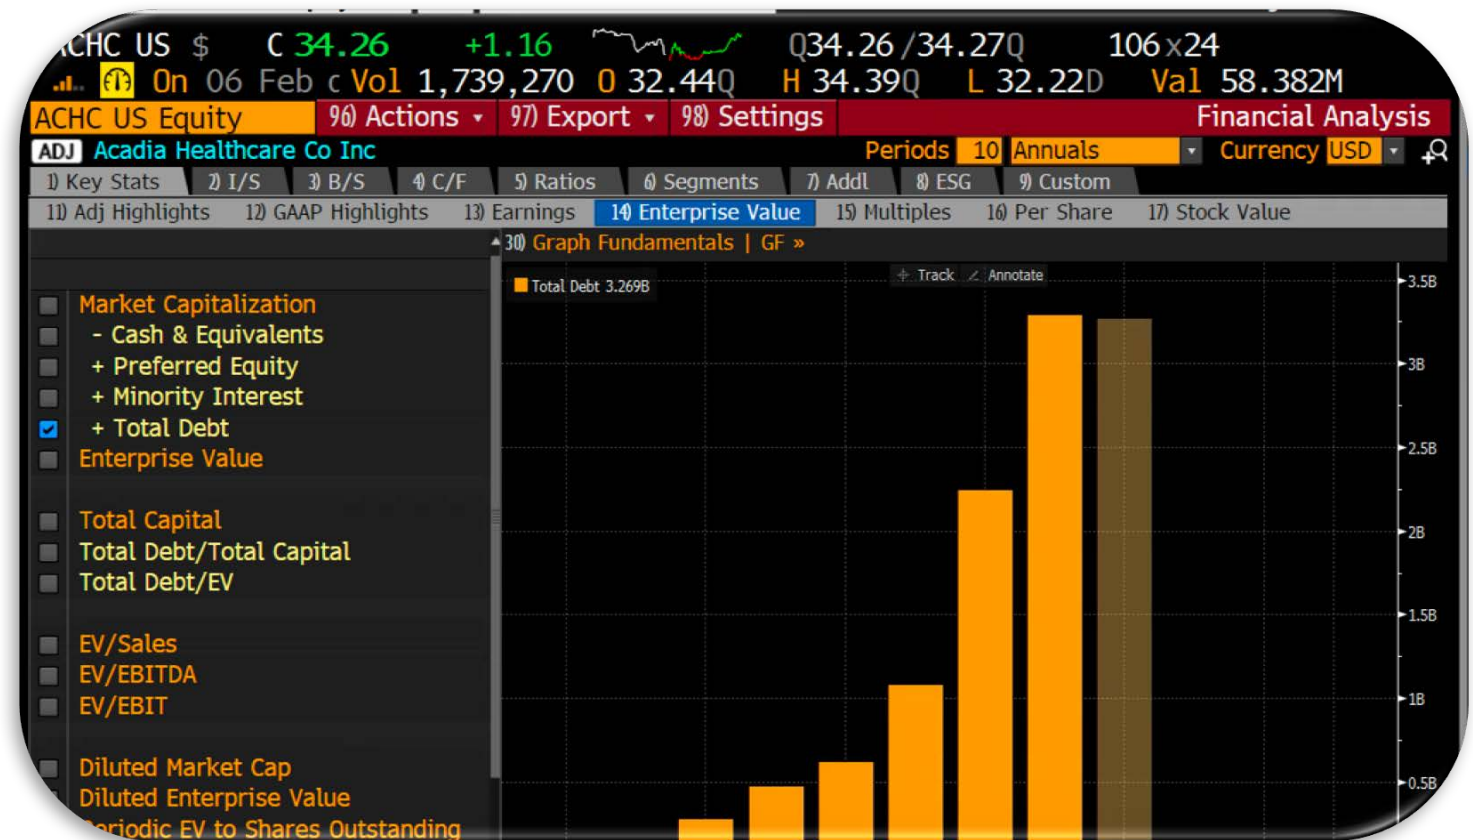 ACHC US $ C 34.26 +1.16 Q34.26/34.27Q 106x24
On 06 Feb d Vol 1,739,270 O 32.44Q H 34.39Q L 32.22D Val 58.382M
ACHC US Equity 96) Actions 97) Export 98) Settings Financial Analysis
ADJ Acadia Healthcare Co Inc Periods 10 Annuals Currency USD
1) Key Stats 2) I/S 3) B/S 4) C/F 5) Ratios 6) Segments 7) Addl 8) ESG 9) Custom
11) Adj Highlights 12) GAAP Highlights 13) Earnings 14) Enterprise Value 15) Multiples 16) Per Share 17) Stock Value
30) Graph Fundamentals | GF »
Track Annotate
Total Debt 3.269B
3.5B
Market Capitalization
- Cash & Equivalents
+ Preferred Equity
3B
+ Minority Interest
+ Total Debt
2.5B
Enterprise Value
Total Capital
2B
Total Debt/Total Capital
Total Debt/EV
1.5B
EV/Sales
EV/EBITDA
EV/EBIT
1B
Diluted Market Cap
0.5B
Diluted Enterprise Value
Periodic EV to Shares Outstanding